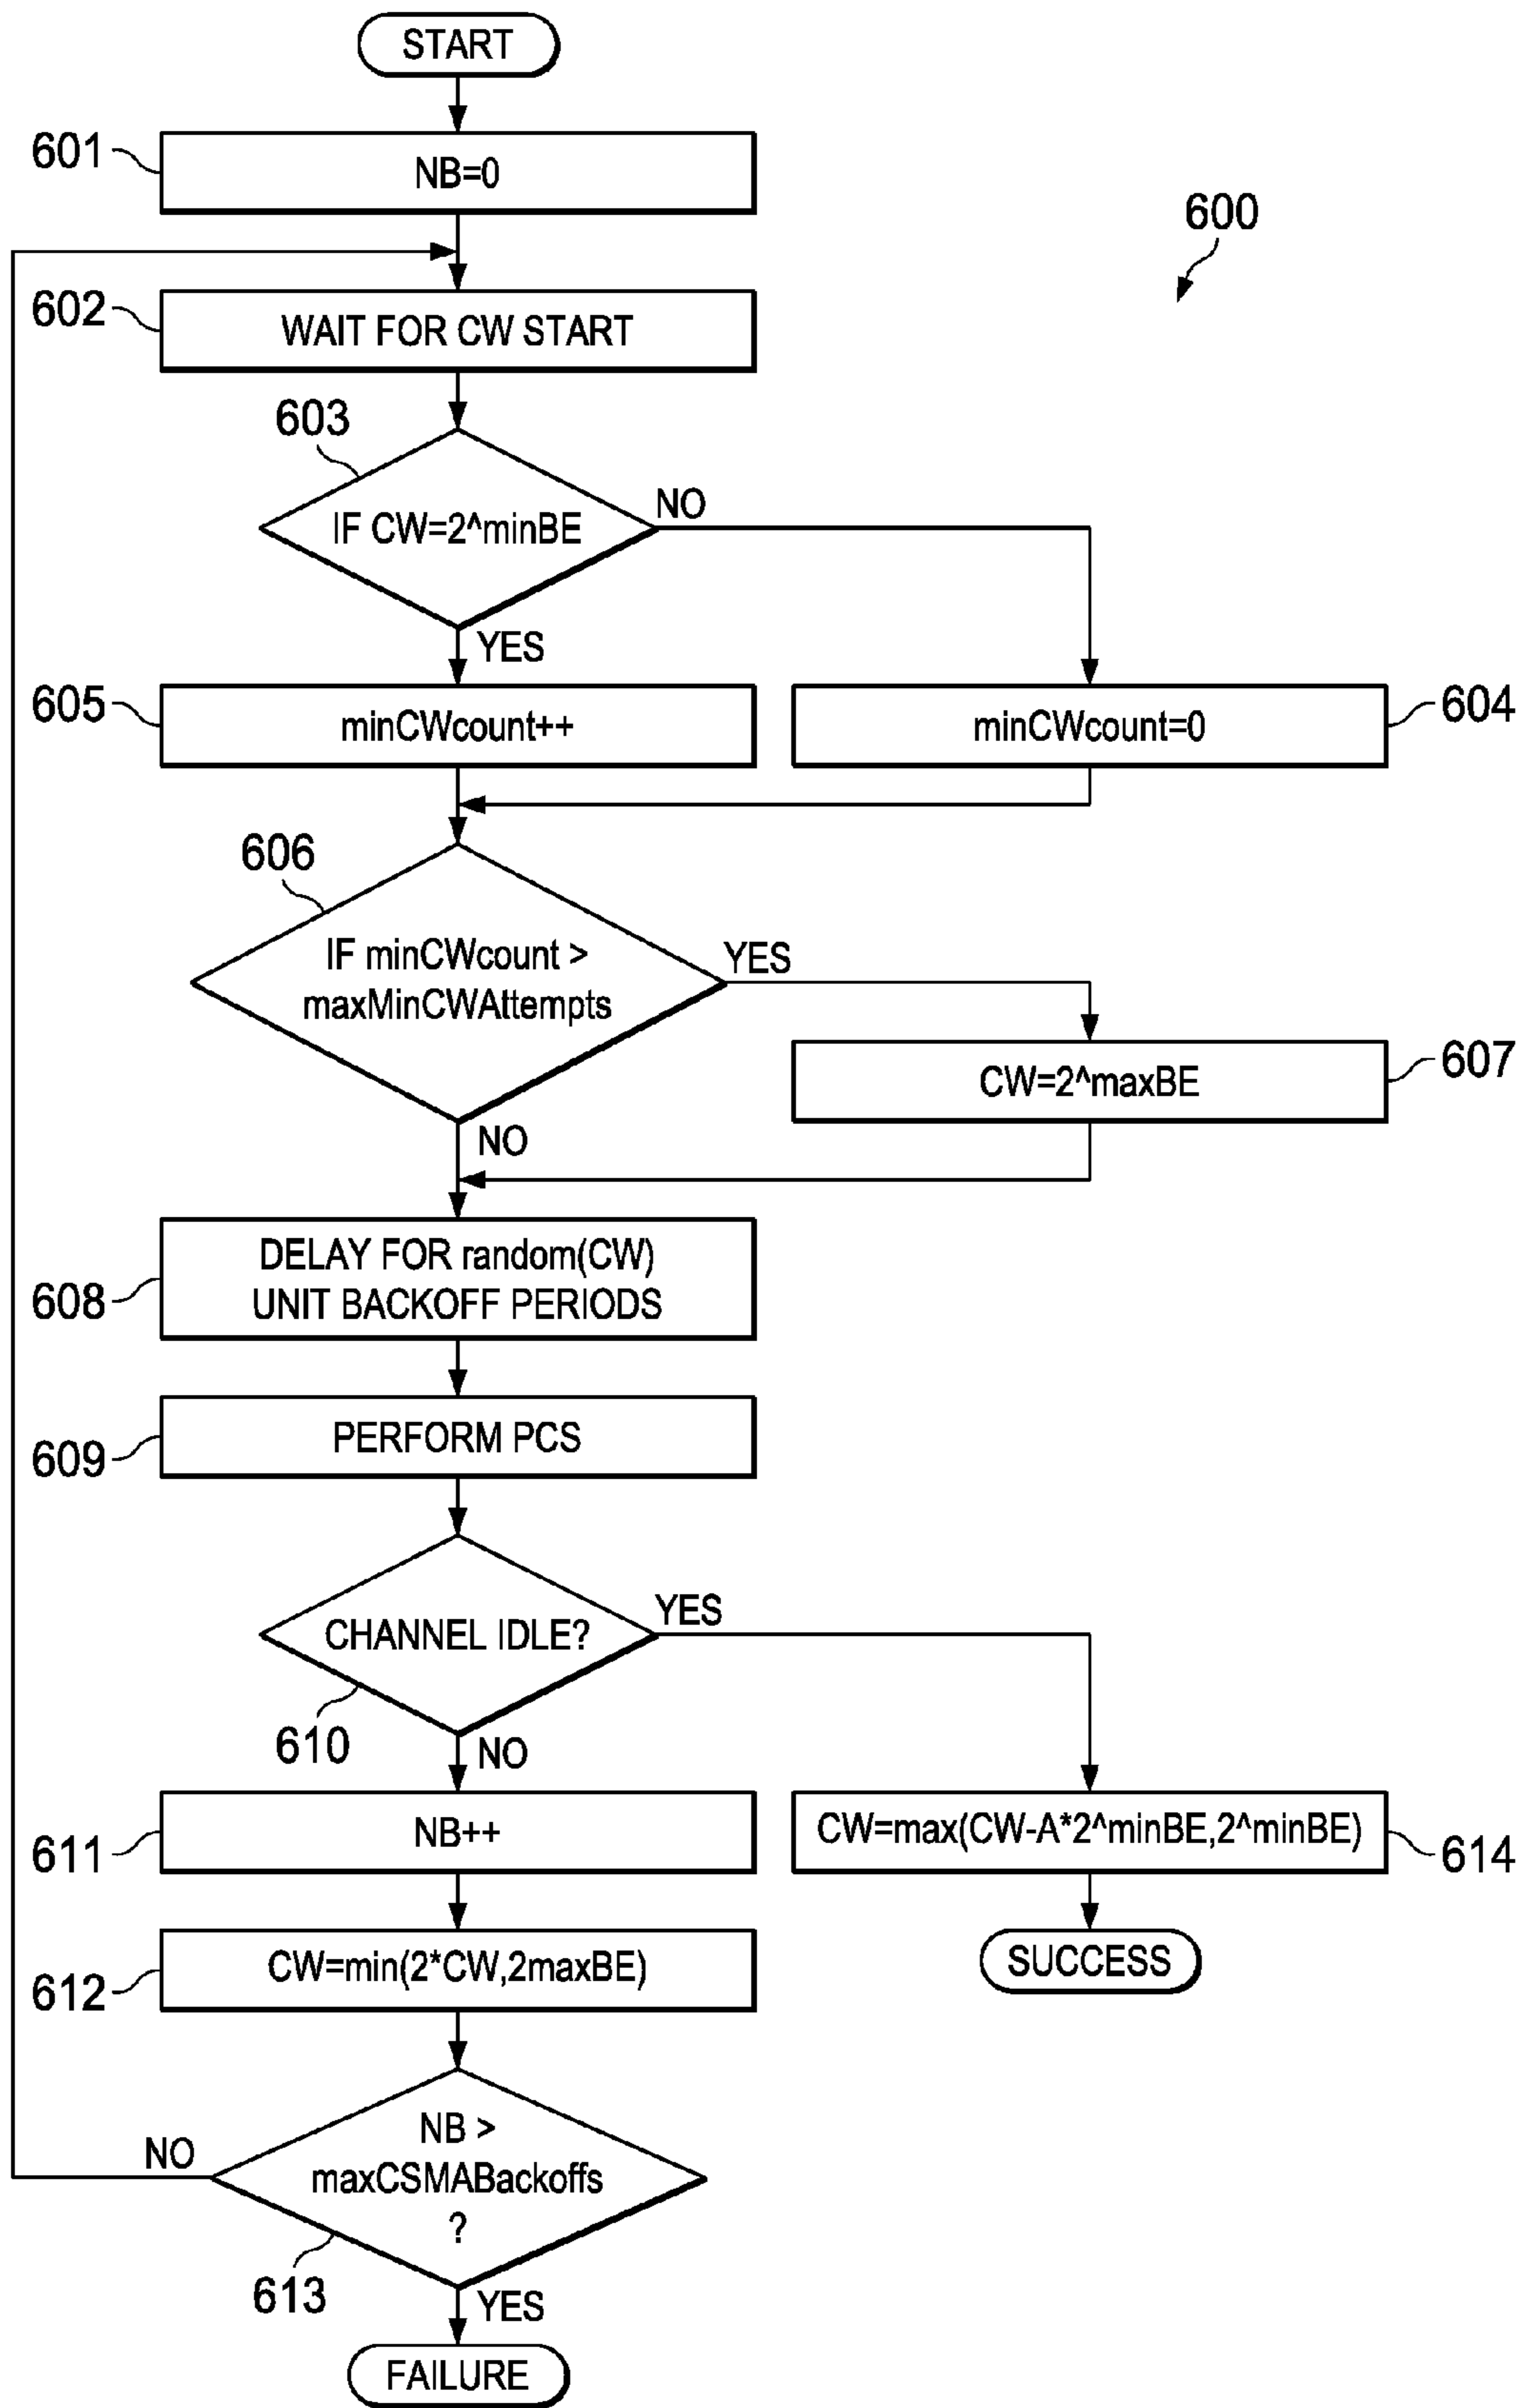 START
601
NB=0
600
602
WAIT FOR CW START
603
IF CW=2^minBE
NO
YES
605
minCWcount++
minCWcount=0
604
606
IF minCWcount >
maxMinCWAttempts
YES
CW=2^maxBE
607
NO
608
DELAY FOR random(CW)
UNIT BACKOFF PERIODS
609
PERFORM PCS
CHANNEL IDLE?
YES
610
NO
611
NB++
CW=max(CW-A*2^minBE,2^minBE)
614
612
CW=min(2*CW,2maxBE)
SUCCESS
NB >
maxCSMABackoffs
?
NO
613
YES
FAILURE